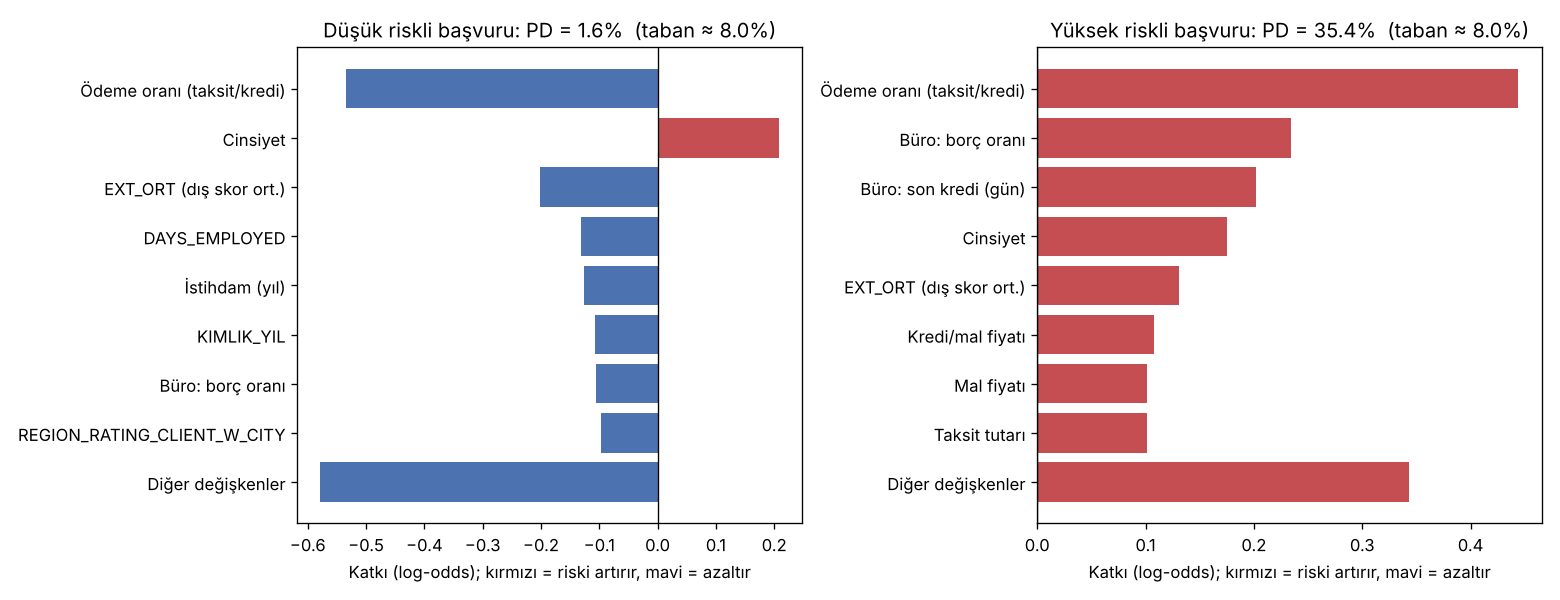 Düşük riskli başvuru: PD = 1.6%  (taban ≈ 8.0%)
Ödeme oranı (taksit/kredi)
Cinsiyet
EXT_ORT (dış skor ort.)
DAYS_EMPLOYED
İstihdam (yıl)
KIMLIK_YIL
Büro: borç oranı
REGION_RATING_CLIENT_W_CITY
Diğer değişkenler
−0.6 −0.5 −0.4 −0.3 −0.2 −0.1 0.0 0.1 0.2
Katkı (log-odds); kırmızı = riski artırır, mavi = azaltır
Yüksek riskli başvuru: PD = 35.4%  (taban ≈ 8.0%)
Ödeme oranı (taksit/kredi)
Büro: borç oranı
Büro: son kredi (gün)
Cinsiyet
EXT_ORT (dış skor ort.)
Kredi/mal fiyatı
Mal fiyatı
Taksit tutarı
Diğer değişkenler
0.0 0.1 0.2 0.3 0.4
Katkı (log-odds); kırmızı = riski artırır, mavi = azaltır